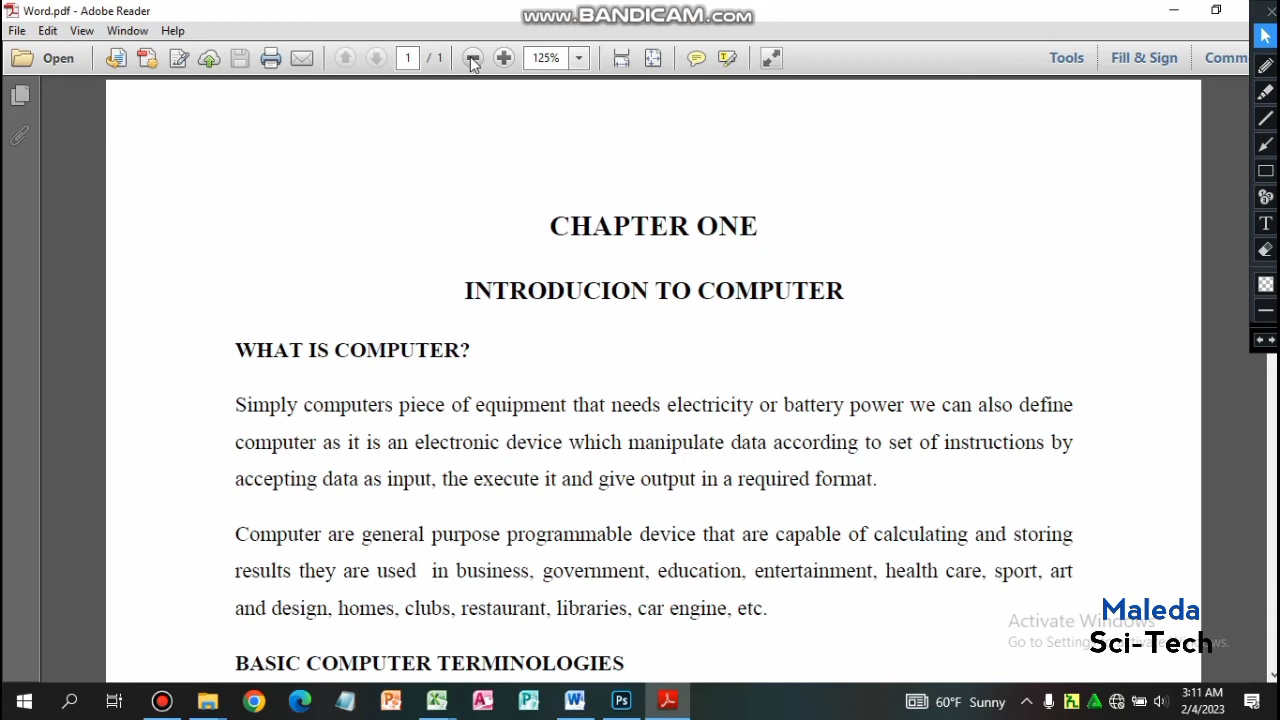 Word.pdf - Adobe Reader
www.BANDICAM.com
File Edit View Window Help
Open 1 / 1 125% Tools Fill & Sign Comm
CHAPTER ONE
INTRODUCION TO COMPUTER
WHAT IS COMPUTER?
Simply computers piece of equipment that needs electricity or battery power we can also define
computer as it is an electronic device which manipulate data according to set of instructions by
accepting data as input, the execute it and give output in a required format.
Computer are general purpose programmable device that are capable of calculating and storing
results they are used in business, government, education, entertainment, health care, sport, art
and design, homes, clubs, restaurant, libraries, car engine, etc.
Maleda
Activate Windows
Go to Settings to activate Windows.
Sci-Tech
BASIC COMPUTER TERMINOLOGIES
60°F Sunny
3:11 AM
2/4/2023